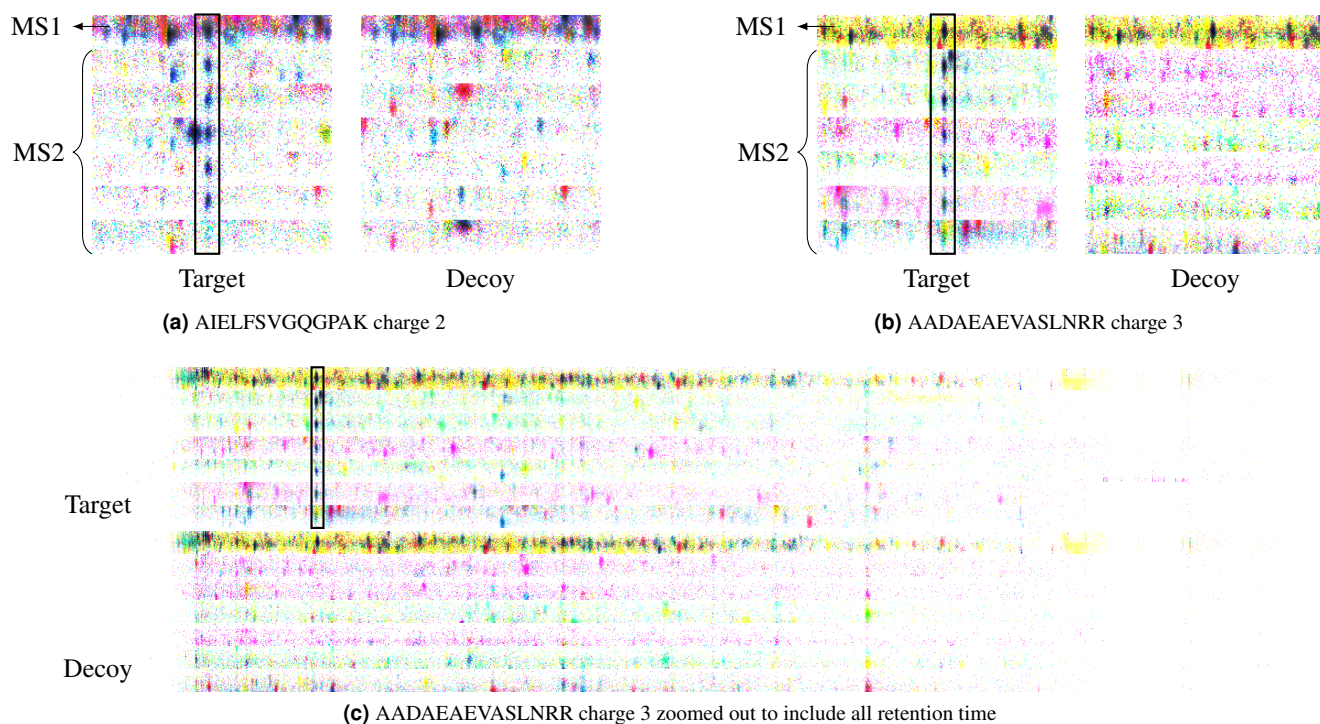 MS1
MS2
Target
Decoy
(a) AIELFSVGQGPAK charge 2
MS1
MS2
Target
Decoy
(b) AADAEAEVASLNRR charge 3
Target
Decoy
(c) AADAEAEVASLNRR charge 3 zoomed out to include all retention time